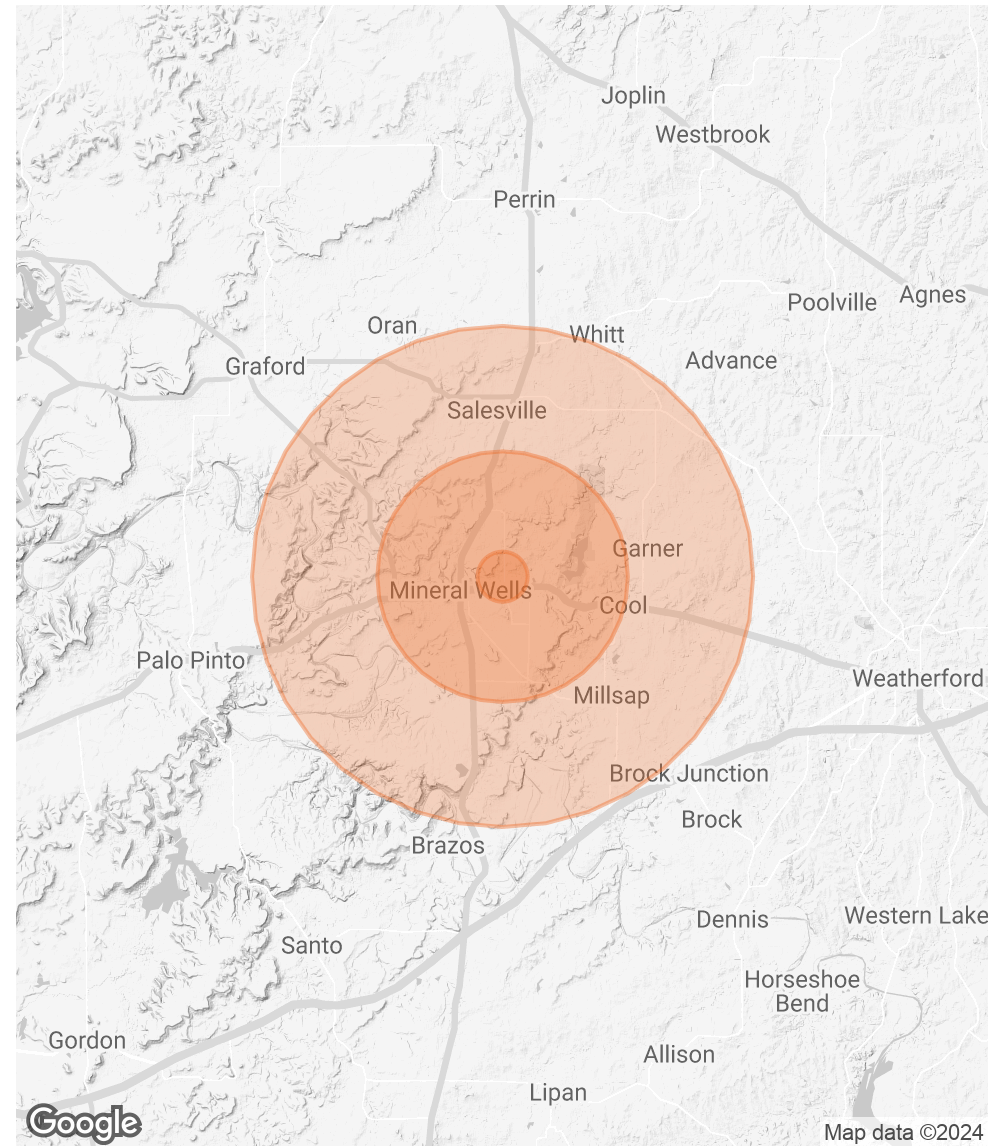 Joplin
Westbrook
Perrin
Agnes
Poolville
Oran
Whitt
Advance
Graford
Salesville
Garner
Mineral Wells
Cool
Palo Pinto
Weatherford
Millsap
Brock Junction
Brock
Brazos
Western Lake
Dennis
Santo
Horseshoe
Bend
Gordon
Allison
Lipan
Google
Map data ©2024